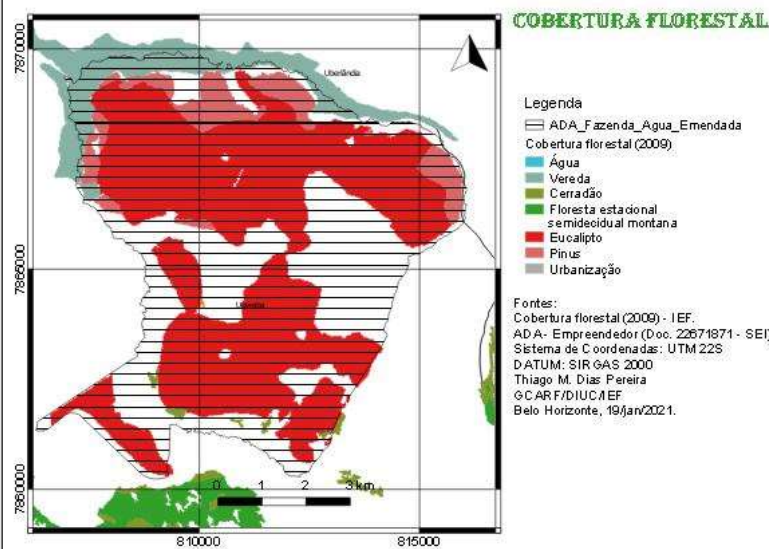 COBERTURA FLORESTAL
Legenda
ADA_Fazenda_Agua_Emendada
Cobertura florestal (2009)
Água
Vereda
Cerradão
Floresta estacional
semidecidual montana
Eucalipto
Pinus
Urbanização
Fontes:
Cobertura florestal (2009) - IEF.
ADA- Empreendedor (Doc. 22671871 - SEI)
Sistema de Coordenadas: UTM 22S
DATUM: SIRGAS 2000
Thiago M. Dias Pereira
GCARF/DIUC/IEF
Belo Horizonte, 19/jan/2021.
7870000
7865000
7860000
Uberlândia
0 1 2 3 km
810000 815000